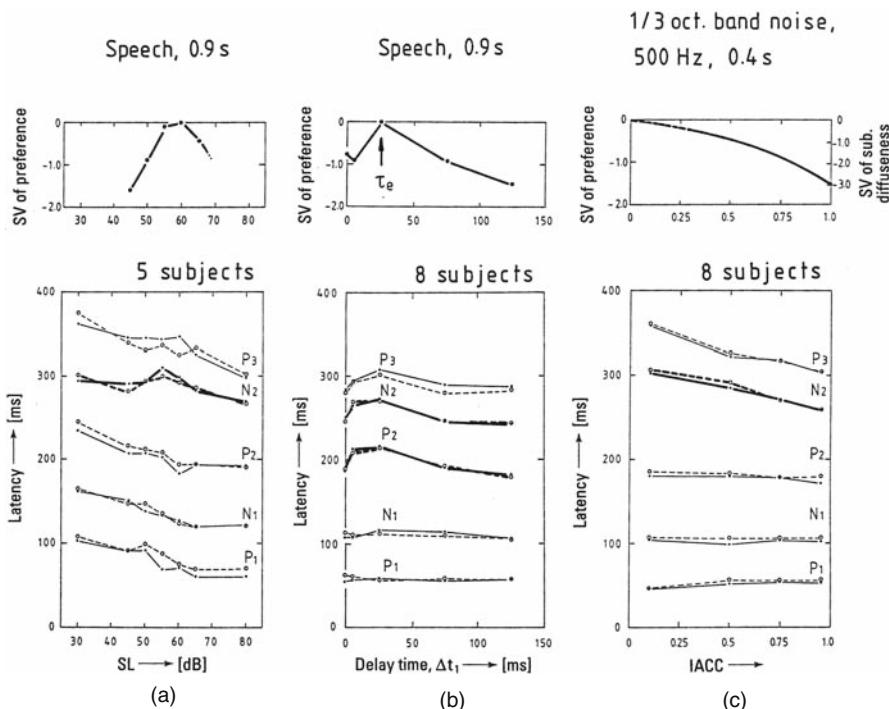 Speech, 0.9 s
SV of preference
0
-1.0
-2.0
30 40 50 60 70 80
5 subjects
Latency → [ms]
400
300
200
100
0
P3
N2
P2
N1
P1
30 40 50 60 70 80
SL → [dB]
(a)
Speech, 0.9 s
SV of preference
0
-1.0
-2.0
τe
0 50 100 150
8 subjects
Latency → [ms]
400
300
200
100
0
P3
N2
P2
N1
P1
0 50 100 150
Delay time, Δt1 → [ms]
(b)
1/3 oct. band noise,
500 Hz, 0.4 s
SV of preference
0
-1.0
-2.0
0
-1.0
-2.0
-3.0
SV of sub.
diffuseness
0 0.25 0.5 0.75 1.0
8 subjects
Latency → [ms]
400
300
200
100
0
P3
N2
P2
N1
P1
0 0.25 0.5 0.75 1.0
IACC →
(c)